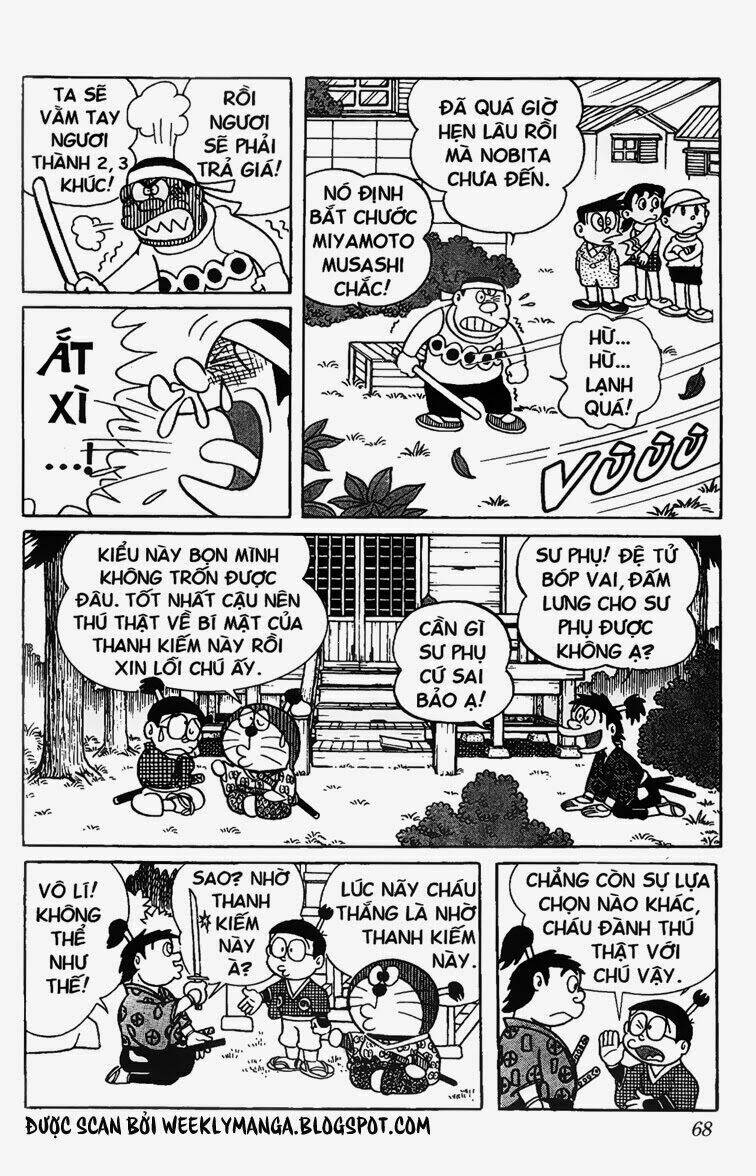 ĐÃ QUÁ GIỜ
HẸN LÂU RỒI
MÀ NOBITA
CHƯA ĐẾN.
NÓ ĐỊNH
BẮT CHƯỚC
MIYAMOTO
MUSASHI
CHẮC!
HỪ...
HỪ...
LẠNH
QUÁ!
VÙÙÙ
RỒI
NGƯƠI
SẼ PHẢI
TRẢ GIÁ!
TA SẼ
VẰM TAY
NGƯƠI
THÀNH 2, 3
KHÚC!
ẮT
XÌ
...!
SƯ PHỤ! ĐỆ TỬ
BÓP VAI, ĐẤM
LƯNG CHO SƯ
PHỤ ĐƯỢC
KHÔNG Ạ?
CẦN GÌ
SƯ PHỤ
CỨ SAI
BẢO Ạ!
KIỂU NÀY BỌN MÌNH
KHÔNG TRỐN ĐƯỢC
ĐÂU. TỐT NHẤT CẬU NÊN
THÚ THẬT VỀ BÍ MẬT CỦA
THANH KIẾM NÀY RỒI
XIN LỖI CHÚ ẤY.
CHẲNG CÒN SỰ LỰA
CHỌN NÀO KHÁC,
CHÁU ĐÀNH THÚ
THẬT VỚI
CHÚ VẬY.
LÚC NÃY CHÁU
THẮNG LÀ NHỜ
THANH KIẾM
NÀY.
SAO? NHỜ
THANH
KIẾM
NÀY
À?
VÔ LÍ!
KHÔNG
THỂ
NHƯ
THẾ!
ĐƯỢC SCAN BỞI WEEKLYMANGA.BLOGSPOT.COM
68